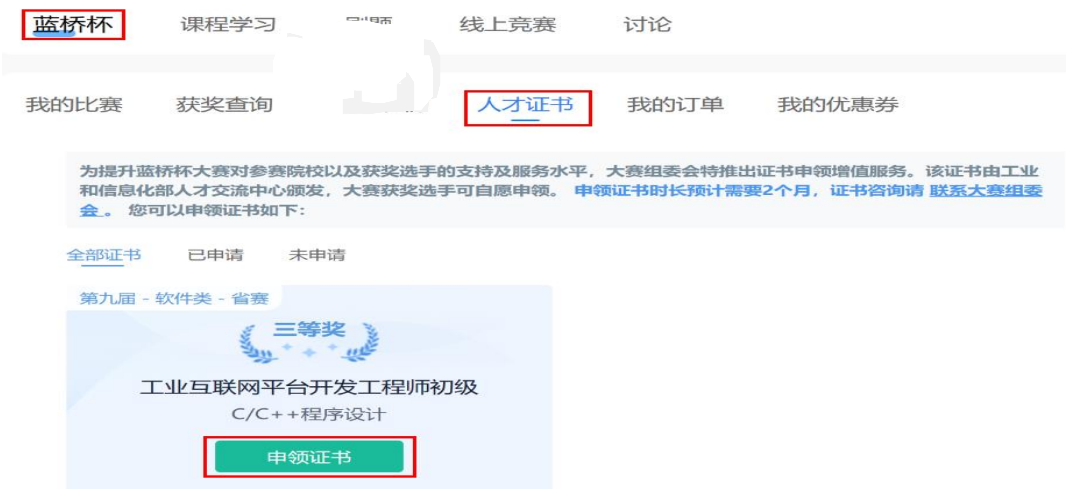 蓝桥杯 课程学习 线上竞赛 讨论
我的比赛 获奖查询 人才证书 我的订单 我的优惠券
为提升蓝桥杯大赛对参赛院校以及获奖选手的支持及服务水平，大赛组委会特推出证书申领增值服务。该证书由工业
和信息化部人才交流中心颁发，大赛获奖选手可自愿申领。 申领证书时长预计需要2个月，证书咨询请 联系大赛组委
会 。 您可以申领证书如下：
全部证书 已申请 未申请
第九届 - 软件类 - 省赛
三等奖
工业互联网平台开发工程师初级
C/C++程序设计
申领证书